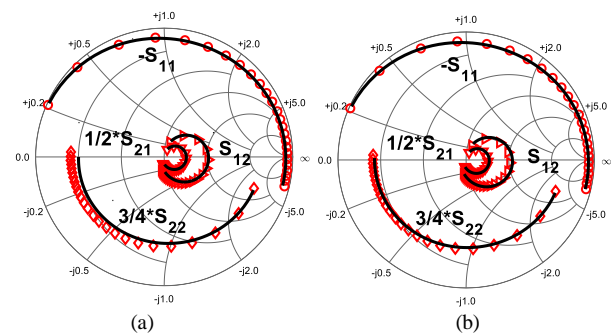 +j1.0
+j0.5
+j2.0
-S11
+j0.2
+j5.0
1/2*S21
S12
0.0
∞
-j0.2
-j5.0
3/4*S22
-j0.5
-j2.0
-j1.0
(a)
+j1.0
+j0.5
+j2.0
-S11
+j0.2
+j5.0
1/2*S21
S12
0.0
∞
-j0.2
-j5.0
3/4*S22
-j0.5
-j2.0
-j1.0
(b)